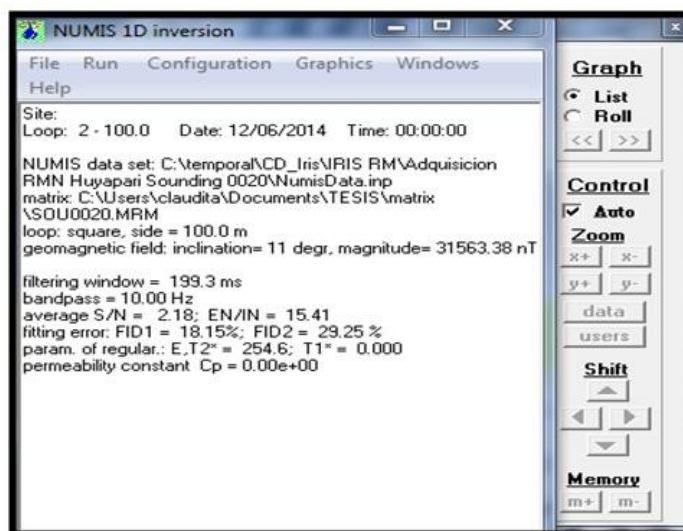 NUMIS 1D inversion
File Run Configuration Graphics Windows
Help
Site:
Loop: 2 - 100.0 Date: 12/06/2014 Time: 00:00:00
NUMIS data set: C:\temporal\CD_Iris\IRIS RM\Adquisicion
RMN Huyapari Sounding 0020\NumisData.inp
matrix: C:\Users\claudita\Documents\TESIS\matrix
\SOU0020.MRM
loop: square, side = 100.0 m
geomagnetic field: inclination= 11 degr, magnitude= 31563.38 nT
filtering window = 199.3 ms
bandpass = 10.00 Hz
average S/N = 2.18; EN/IN = 15.41
fitting error: FID1 = 18.15%; FID2 = 29.25 %
param. of regular.: E,T2* = 254.6; T1* = 0.000
permeability constant Cp = 0.00e+00
Graph
List
Roll
<< >>
Control
Auto
Zoom
x+ x-
y+ y-
data
users
Shift
Memory
m+ m-